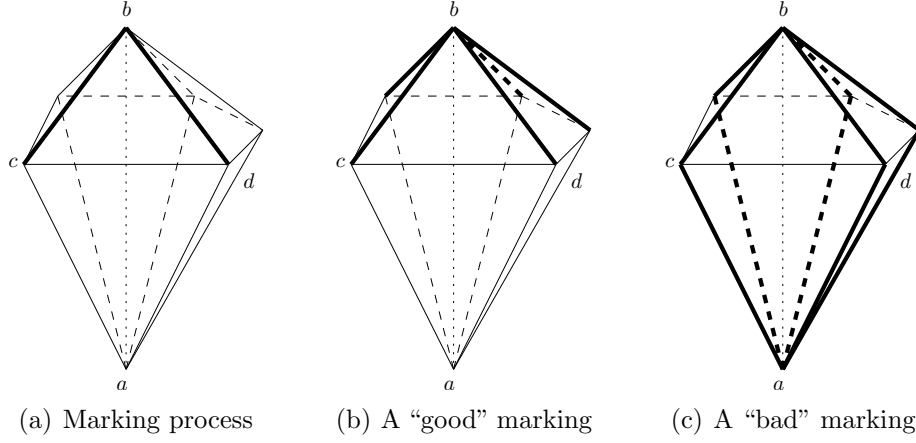 b b b
c c c
d d d
a a a
(a) Marking process (b) A “good” marking (c) A “bad” marking